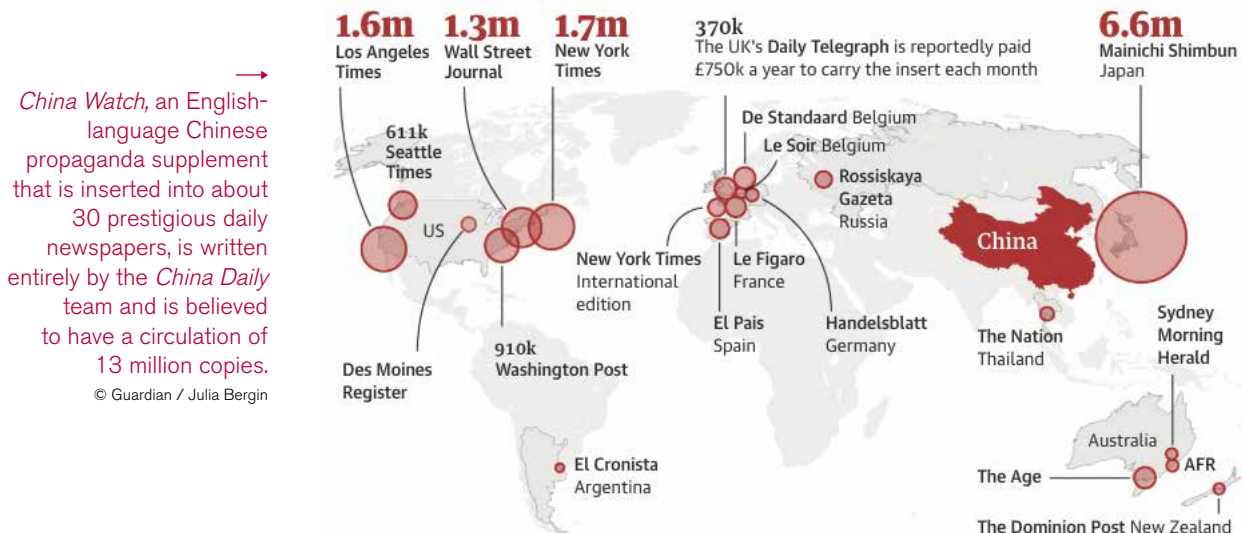 China Watch, an English-
language Chinese
propaganda supplement
that is inserted into about
30 prestigious daily
newspapers, is written
entirely by the China Daily
team and is believed
to have a circulation of
13 million copies.
© Guardian / Julia Bergin
1.6m
Los Angeles
Times
1.3m
Wall Street
Journal
1.7m
New York
Times
370k
The UK's Daily Telegraph is reportedly paid
£750k a year to carry the insert each month
6.6m
Mainichi Shimbun
Japan
611k
Seattle
Times
De Standaard Belgium
Le Soir Belgium
Rossiskaya
Gazeta
Russia
US
China
New York Times
International
edition
Le Figaro
France
El Pais
Spain
Handelsblatt
Germany
The Nation
Thailand
Sydney
Morning
Herald
Des Moines
Register
910k
Washington Post
El Cronista
Argentina
Australia
AFR
The Age
The Dominion Post New Zealand